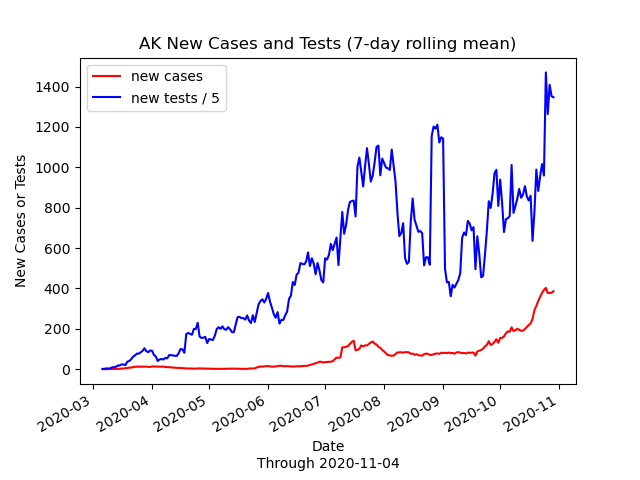 AK New Cases and Tests (7-day rolling mean)
new cases
new tests / 5
New Cases or Tests
1400
1200
1000
800
600
400
200
0
2020-03
2020-04
2020-05
2020-06
2020-07
2020-08
2020-09
2020-10
2020-11
Date
Through 2020-11-04